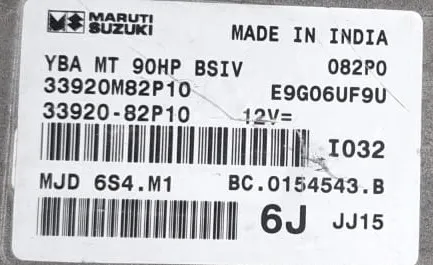 MARUTI
SUZUKI
MADE IN INDIA
YBA MT 90HP BSIV 082P0
33920M82P10 E9G06UF9U
33920-82P10 12V=
I032
MJD 6S4.M1 BC.0154543.B
6J JJ15